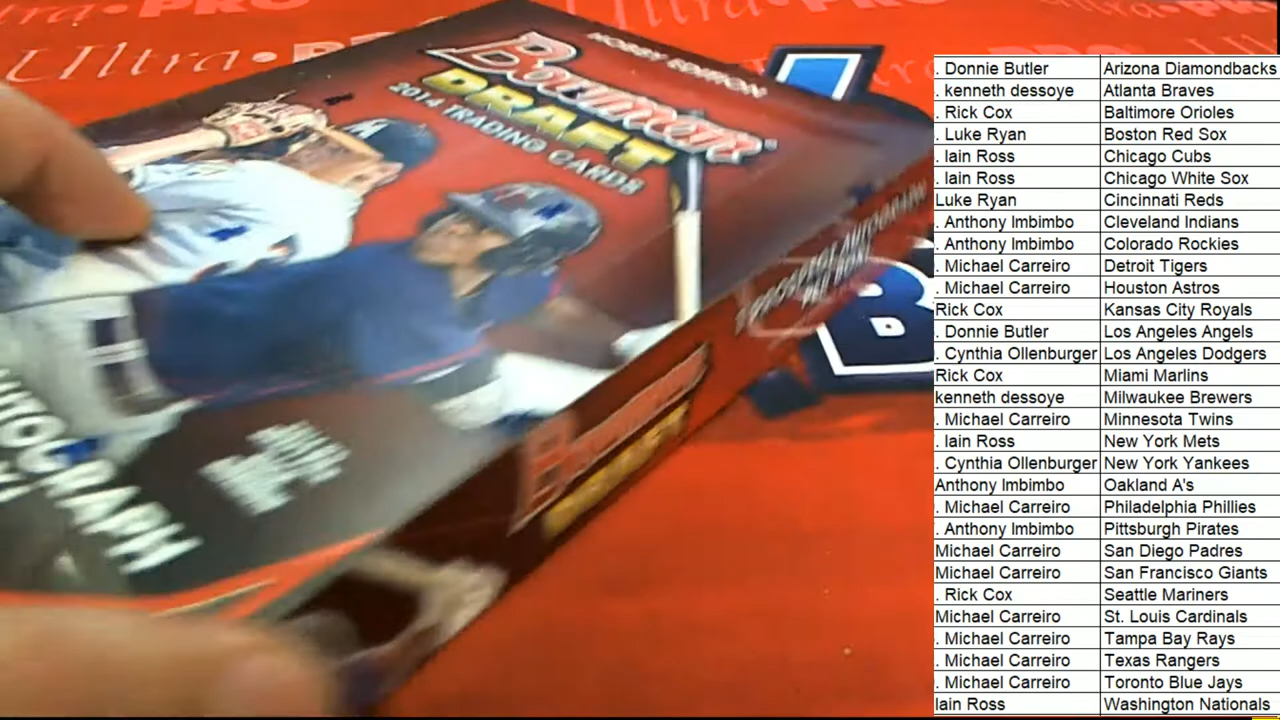 Ultra•PRO
Ultra•PRO
HOBBY EDITION
Bowman
DRAFT
2014 TRADING CARDS
AUTOGRAPH
Bowman
DRAFT
B
. Donnie Butler Arizona Diamondbacks
. kenneth dessoye Atlanta Braves
. Rick Cox Baltimore Orioles
. Luke Ryan Boston Red Sox
. Iain Ross Chicago Cubs
. Iain Ross Chicago White Sox
Luke Ryan Cincinnati Reds
. Anthony Imbimbo Cleveland Indians
. Anthony Imbimbo Colorado Rockies
. Michael Carreiro Detroit Tigers
. Michael Carreiro Houston Astros
Rick Cox Kansas City Royals
. Donnie Butler Los Angeles Angels
. Cynthia Ollenburger Los Angeles Dodgers
Rick Cox Miami Marlins
kenneth dessoye Milwaukee Brewers
. Michael Carreiro Minnesota Twins
. Iain Ross New York Mets
. Cynthia Ollenburger New York Yankees
Anthony Imbimbo Oakland A's
. Michael Carreiro Philadelphia Phillies
. Anthony Imbimbo Pittsburgh Pirates
Michael Carreiro San Diego Padres
Michael Carreiro San Francisco Giants
. Rick Cox Seattle Mariners
Michael Carreiro St. Louis Cardinals
. Michael Carreiro Tampa Bay Rays
. Michael Carreiro Texas Rangers
. Michael Carreiro Toronto Blue Jays
Iain Ross Washington Nationals